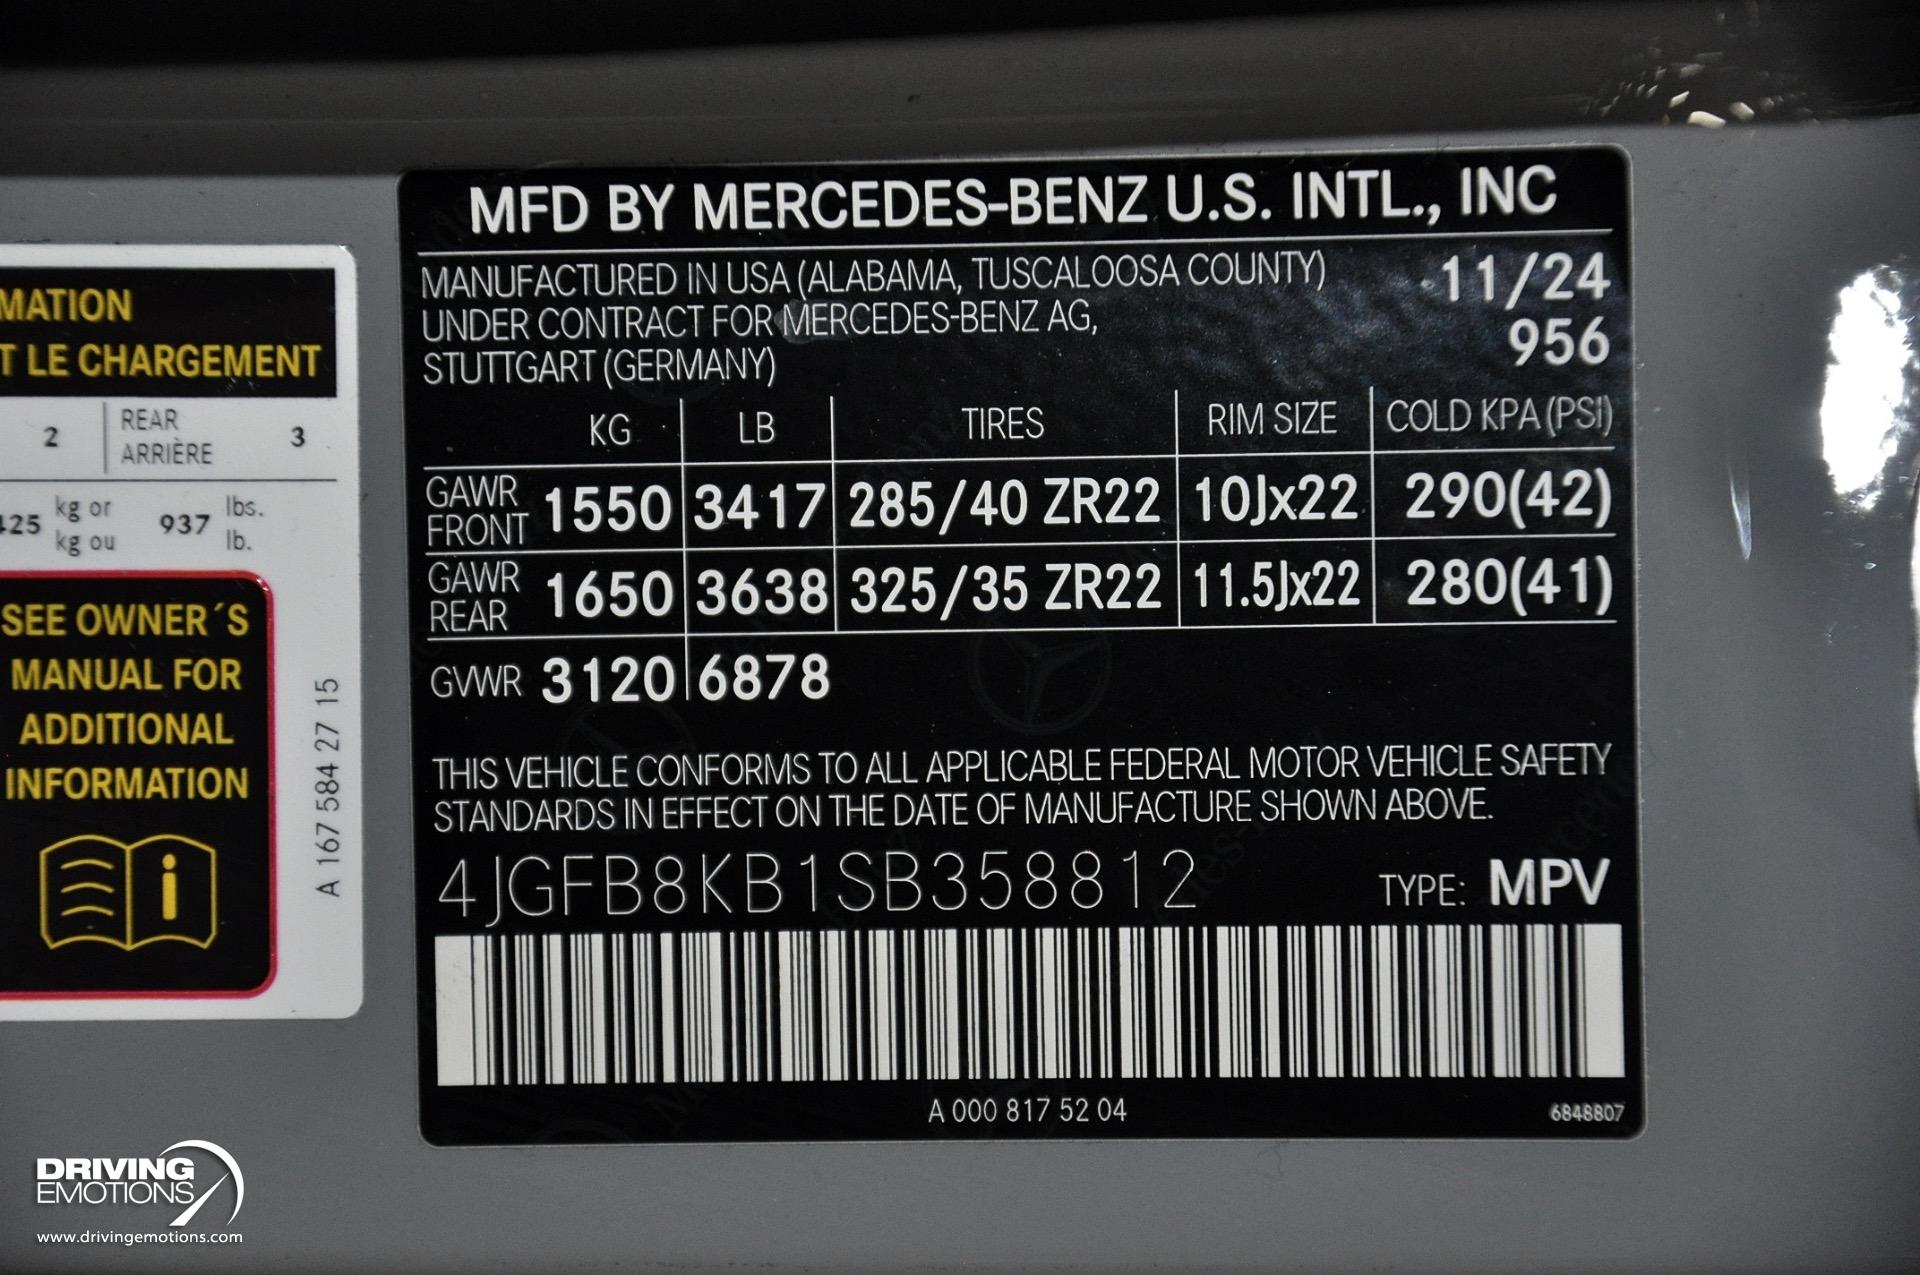 MATION
T LE CHARGEMENT
2
REAR
ARRIÈRE
3
425 kg or
kg ou
937 lbs.
lb.
SEE OWNER´S
MANUAL FOR
ADDITIONAL
INFORMATION
A 167 584 27 15
MFD BY MERCEDES-BENZ U.S. INTL., INC
MANUFACTURED IN USA (ALABAMA, TUSCALOOSA COUNTY) 11/24
UNDER CONTRACT FOR MERCEDES-BENZ AG, 956
STUTTGART (GERMANY)
KG LB TIRES RIM SIZE COLD KPA (PSI)
GAWR
FRONT 1550 3417 285/40 ZR22 10Jx22 290(42)
GAWR
REAR 1650 3638 325/35 ZR22 11.5Jx22 280(41)
GVWR 3120 6878
THIS VEHICLE CONFORMS TO ALL APPLICABLE FEDERAL MOTOR VEHICLE SAFETY
STANDARDS IN EFFECT ON THE DATE OF MANUFACTURE SHOWN ABOVE.
4JGFB8KB1SB358812 TYPE: MPV
A 000 817 52 04 6848807
DRIVING
EMOTIONS
www.drivingemotions.com